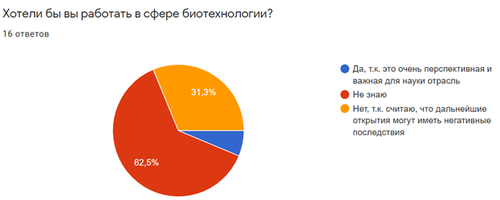 Хотели бы вы работать в сфере биотехнологии?
16 ответов
31,3%
62,5%
Да, т.к. это очень перспективная и
важная для науки отрасль
Не знаю
Нет, т.к. считаю, что дальнейшие
открытия могут иметь негативные
последствия